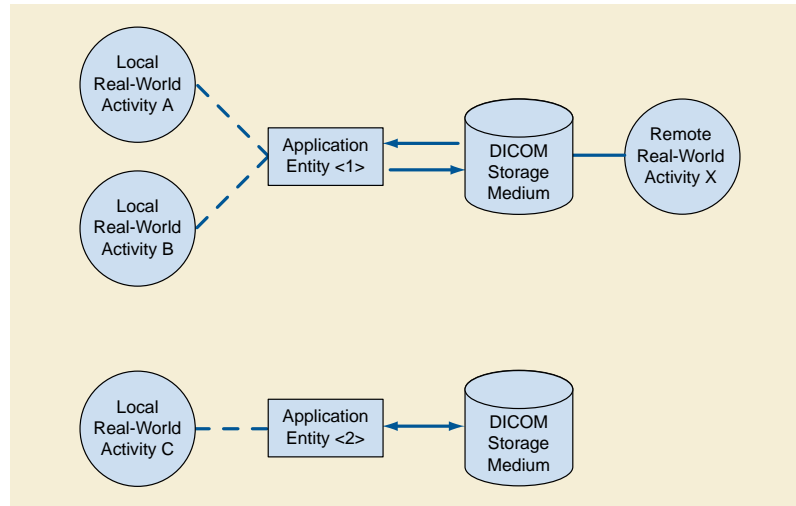 Local
Real-World
Activity A
Application
Entity <1>
DICOM
Storage
Medium
Remote
Real-World
Activity X
Local
Real-World
Activity B
Local
Real-World
Activity C
Application
Entity <2>
DICOM
Storage
Medium